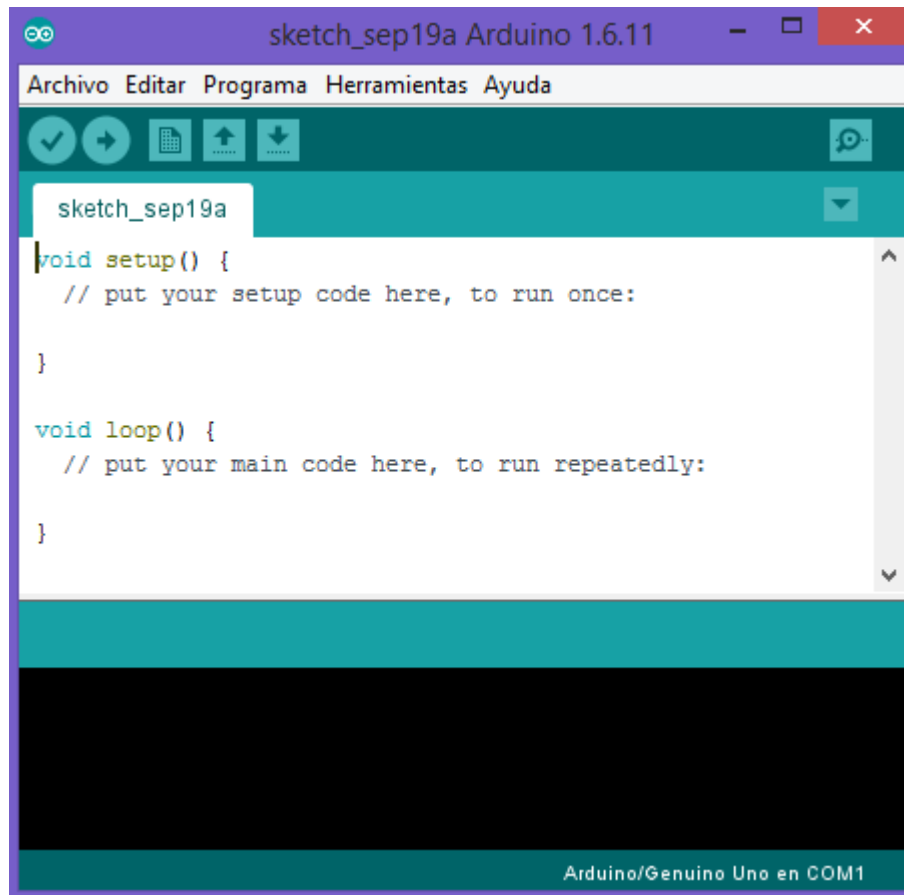 sketch_sep19a Arduino 1.6.11
Archivo Editar Programa Herramientas Ayuda
sketch_sep19a
void setup() {
  // put your setup code here, to run once:
}
void loop() {
  // put your main code here, to run repeatedly:
}
Arduino/Genuino Uno en COM1